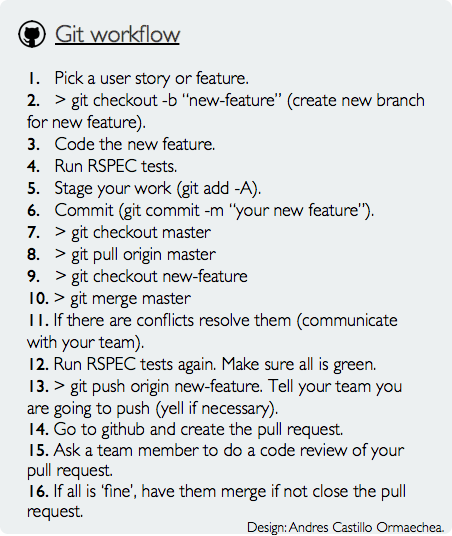 Git workflow
1. Pick a user story or feature.
2. > git checkout -b “new-feature” (create new branch
for new feature).
3. Code the new feature.
4. Run RSPEC tests.
5. Stage your work (git add -A).
6. Commit (git commit -m “your new feature”).
7. > git checkout master
8. > git pull origin master
9. > git checkout new-feature
10. > git merge master
11. If there are conflicts resolve them (communicate
with your team).
12. Run RSPEC tests again. Make sure all is green.
13. > git push origin new-feature. Tell your team you
are going to push (yell if necessary).
14. Go to github and create the pull request.
15. Ask a team member to do a code review of your
pull request.
16. If all is ‘fine’, have them merge if not close the pull
request.
Design: Andres Castillo Ormaechea.